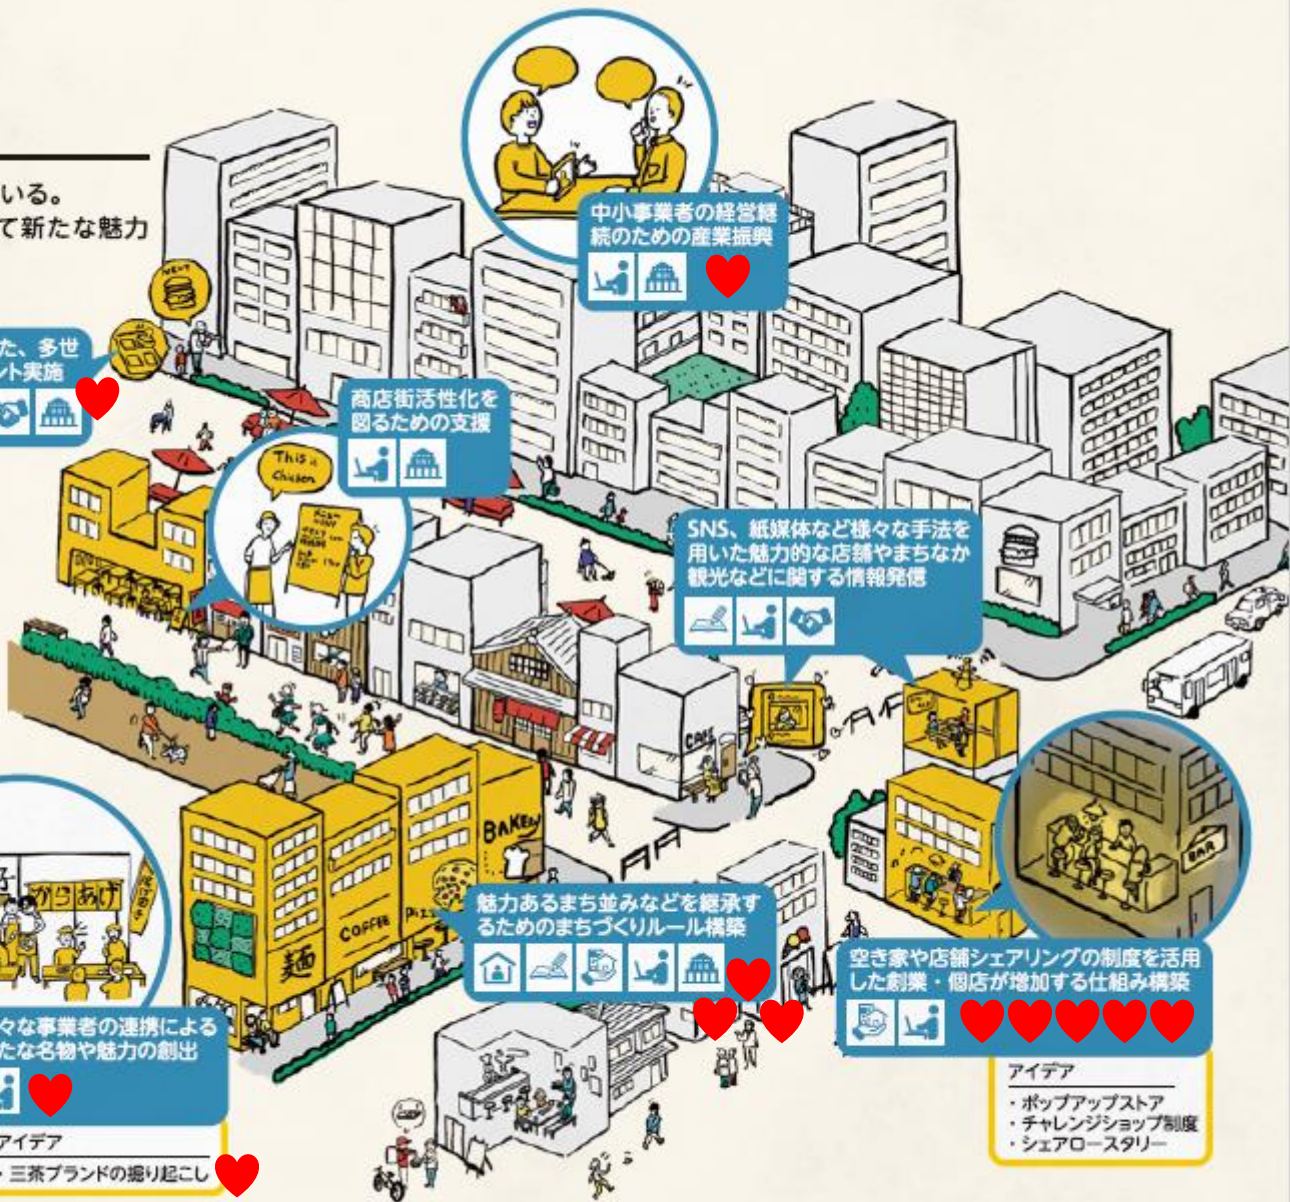 いる。
て新たな魅力
中小事業者の経営継
続のための産業振興
NEXT
た、多世
ント実施
商店街活性化を
図るための支援
This is
Chicken
SNS、紙媒体など様々な手法を
用いた魅力的な店舗やまちなか
観光などに関する情報発信
CAFE
BAKERY
Pizz
COFFEE
麺
BAR
子
からあげ
魅力あるまち並みなどを継承す
るためのまちづくりルール構築
空き家や店舗シェアリングの制度を活用
した創業・個店が増加する仕組み構築
アイデア
・ポップアップストア
・チャレンジショップ制度
・シェアロースタリー
々な事業者の連携による
たな名物や魅力の創出
アイデア
・三茶ブランドの掘り起こし